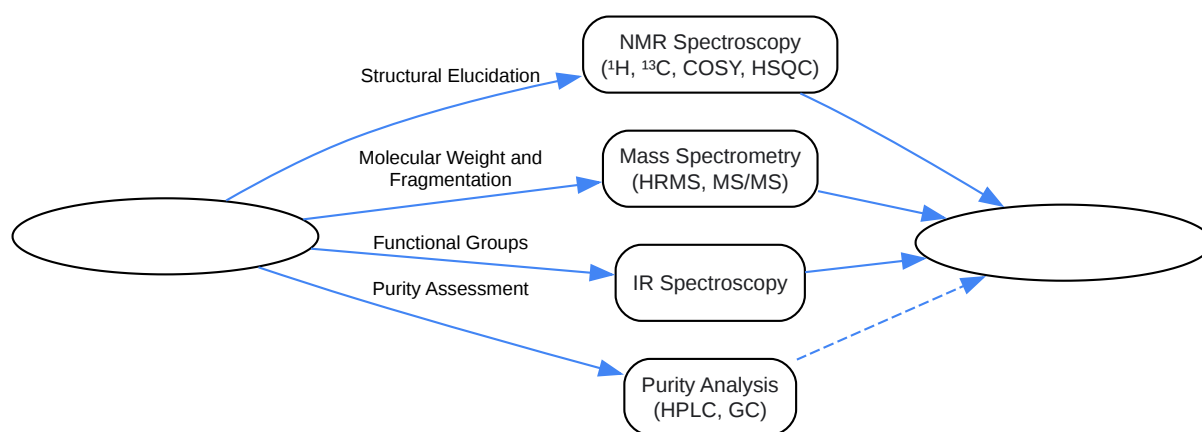 NMR Spectroscopy
(¹H, ¹³C, COSY, HSQC)
Structural Elucidation
Molecular Weight and
Fragmentation
Mass Spectrometry
(HRMS, MS/MS)
Functional Groups
IR Spectroscopy
Purity Assessment
Purity Analysis
(HPLC, GC)